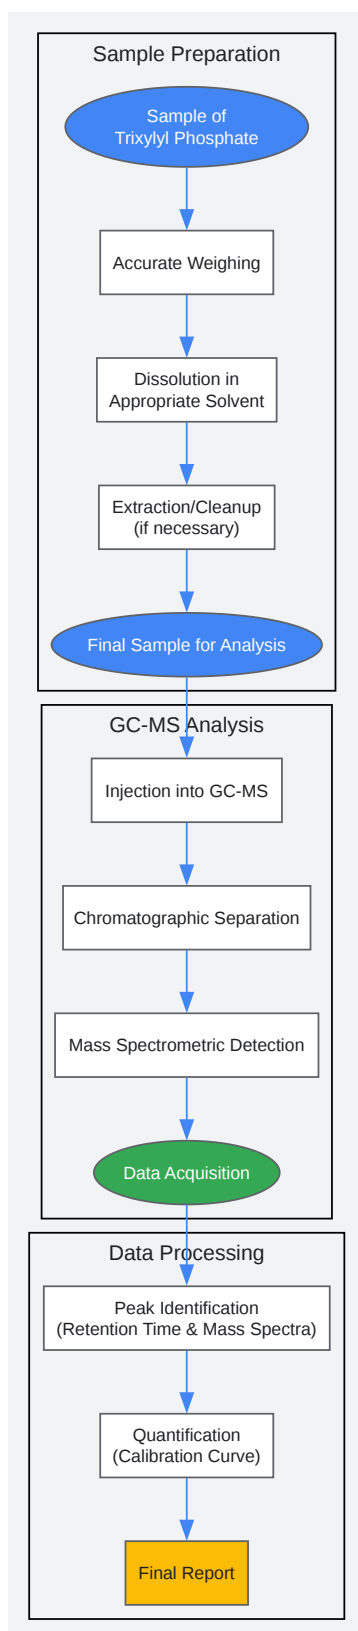 Sample Preparation
Sample of
Trixylyl Phosphate
Accurate Weighing
Dissolution in
Appropriate Solvent
Extraction/Cleanup
(if necessary)
Final Sample for Analysis
GC-MS Analysis
Injection into GC-MS
Chromatographic Separation
Mass Spectrometric Detection
Data Acquisition
Data Processing
Peak Identification
(Retention Time & Mass Spectra)
Quantification
(Calibration Curve)
Final Report